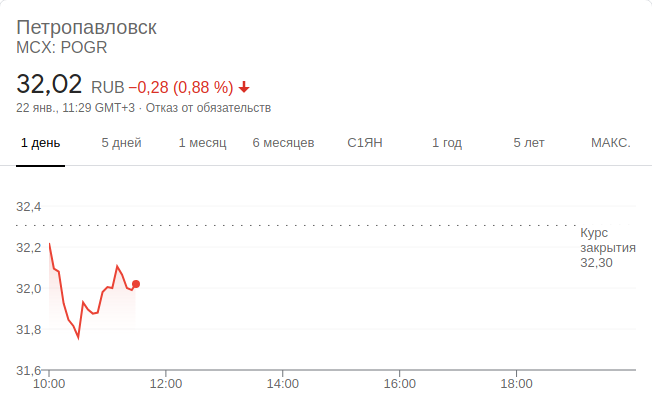 Петропавловск
MCX: POGR
32,02 RUB −0,28 (0,88 %)
22 янв., 11:29 GMT+3 · Отказ от обязательств
1 день 5 дней 1 месяц 6 месяцев С1ЯН 1 год 5 лет МАКС.
32,4
Курс
закрытия
32,30
32,2
32,0
31,8
31,6
10:00 12:00 14:00 16:00 18:00